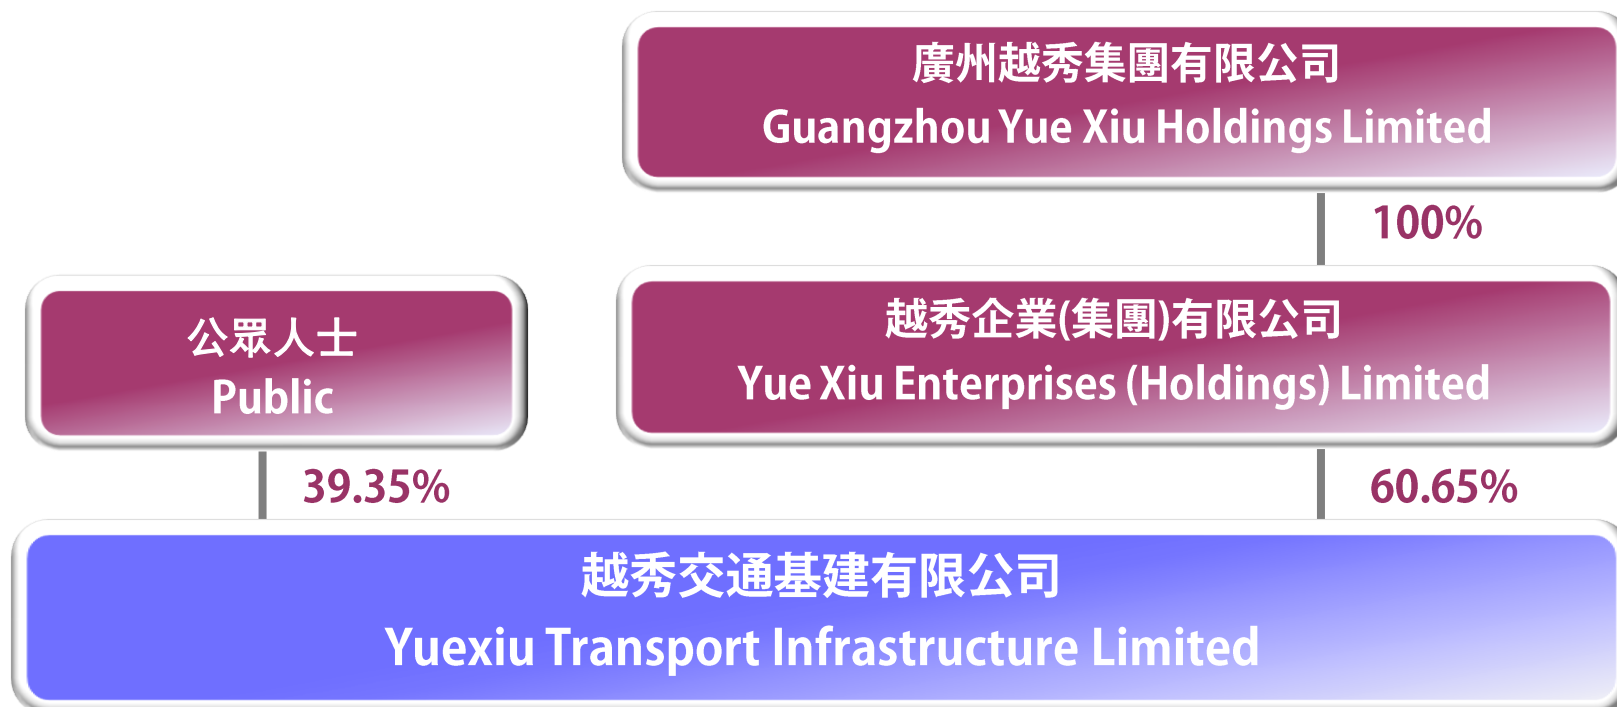 廣州越秀集團有限公司
Guangzhou Yue Xiu Holdings Limited
100%
公眾人士
Public
越秀企業(集團)有限公司
Yue Xiu Enterprises (Holdings) Limited
39.35%
60.65%
越秀交通基建有限公司
Yuexiu Transport Infrastructure Limited